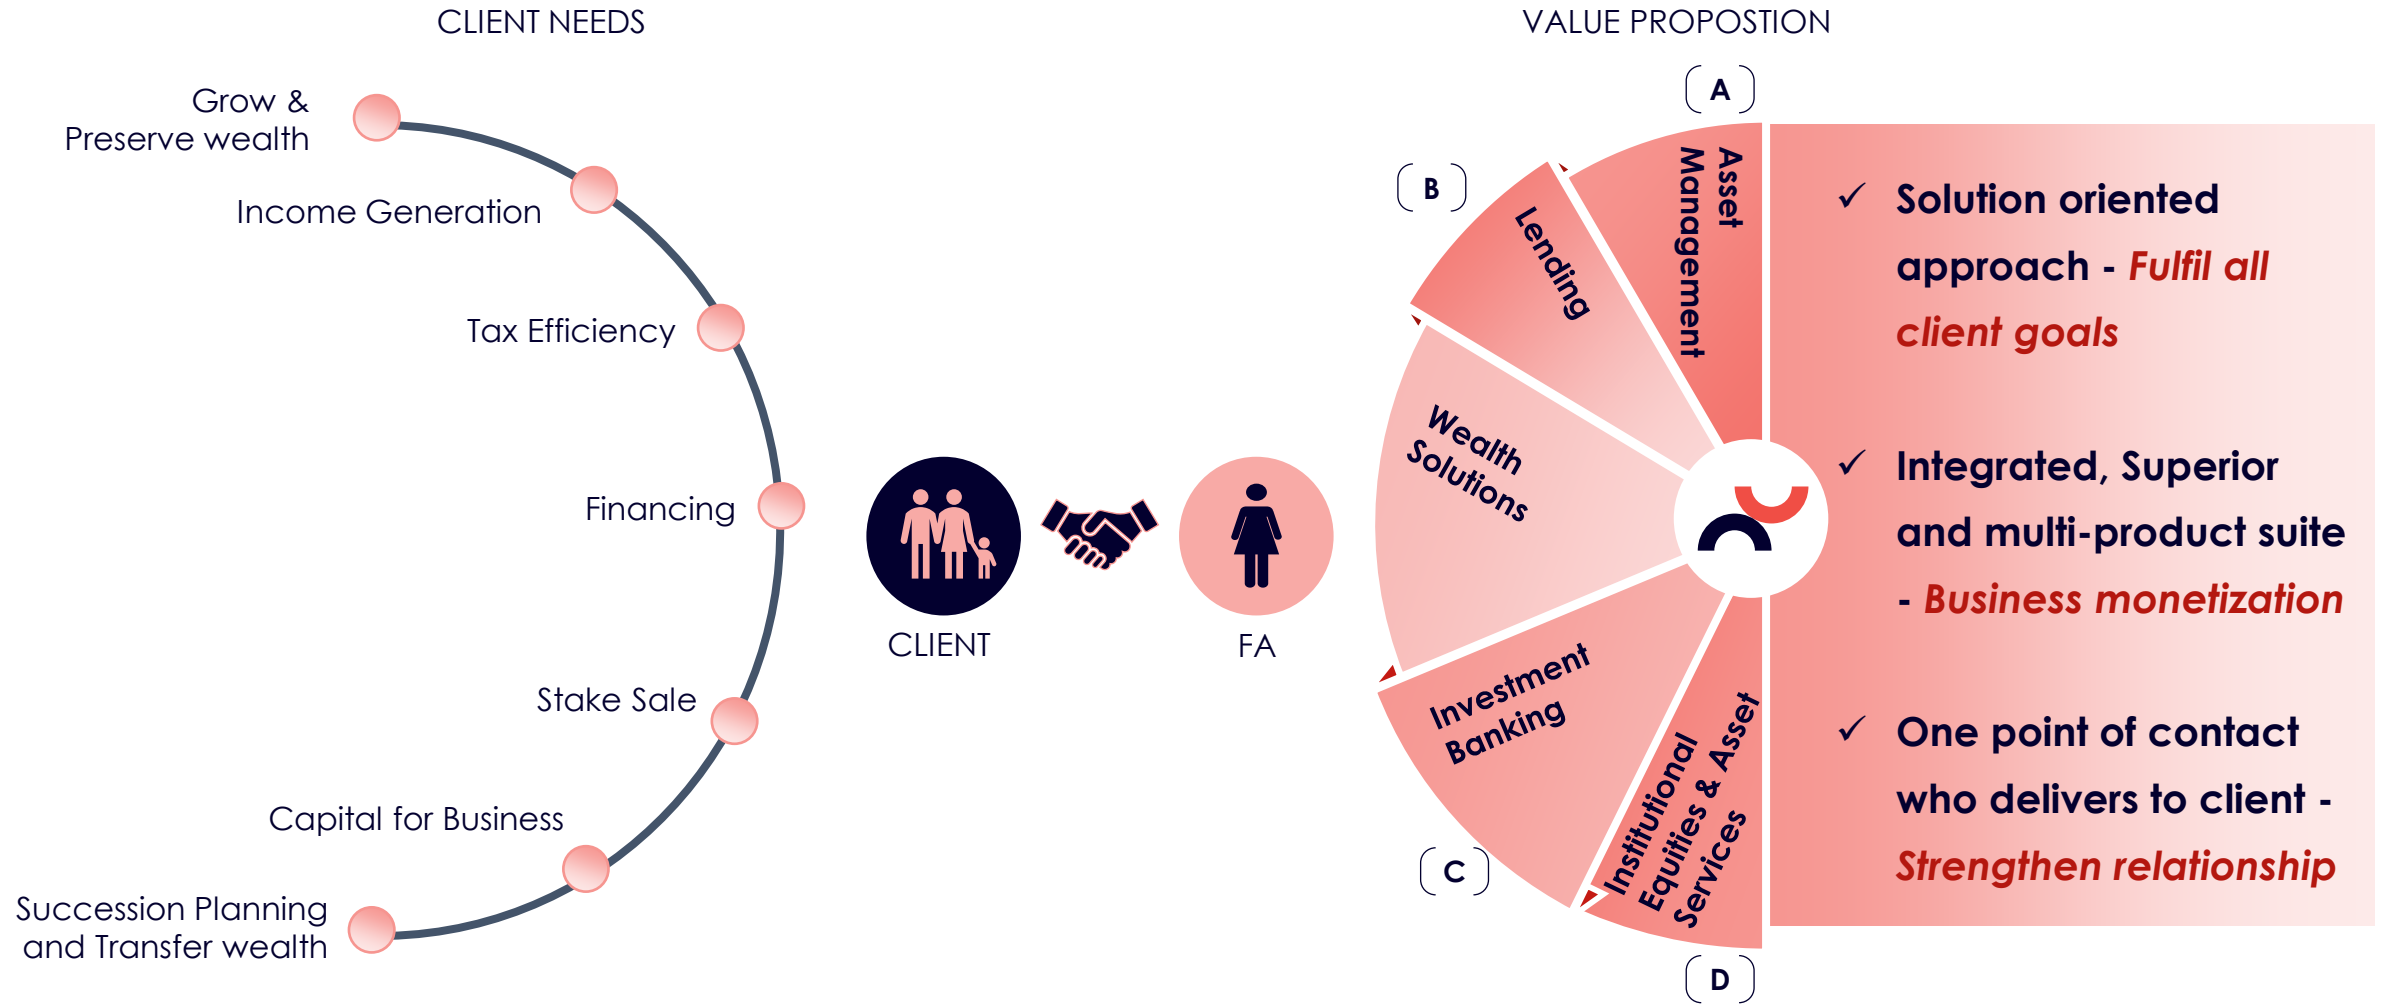 CLIENT NEEDS
Grow &
Preserve wealth
Income Generation
Tax Efficiency
Financing
Stake Sale
Capital for Business
Succession Planning
and Transfer wealth
CLIENT
FA
VALUE PROPOSTION
A
Asset
Management
B
Lending
Wealth
Solutions
Investment
Banking
C
Institutional
Equities & Asset
Services
D
✓ Solution oriented
approach - Fulfil all
client goals
✓ Integrated, Superior
and multi-product suite
- Business monetization
✓ One point of contact
who delivers to client -
Strengthen relationship